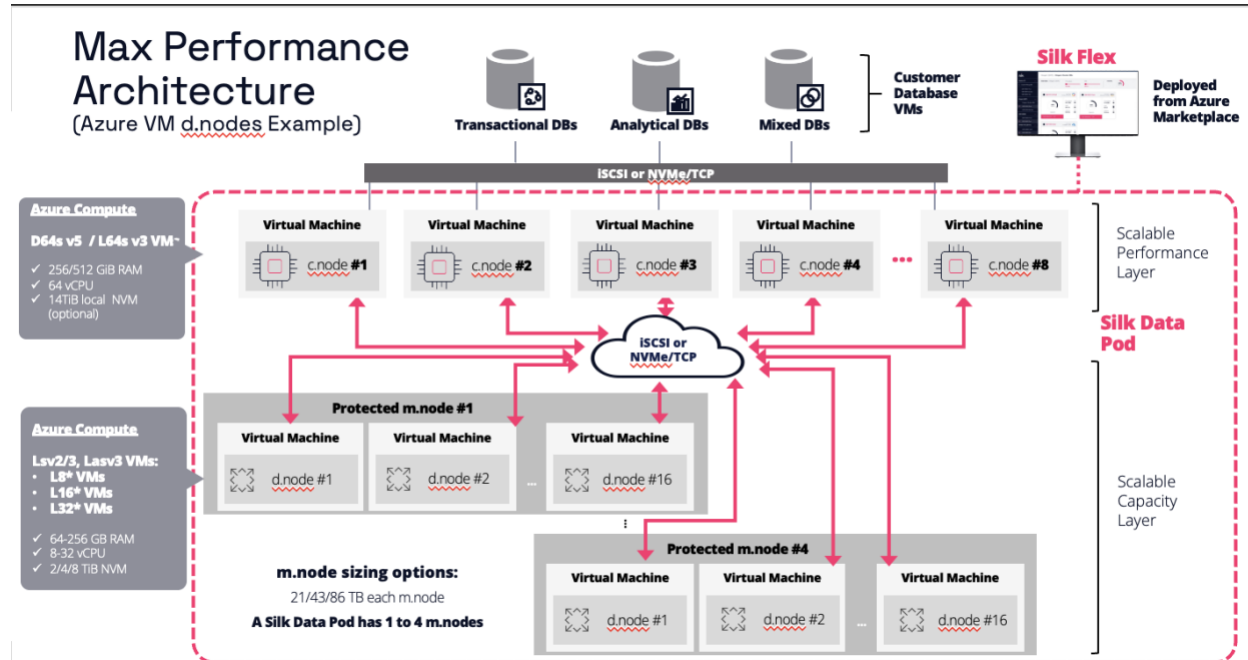 Max Performance
Architecture
(Azure VM d.nodes Example)
Transactional DBs
Analytical DBs
Mixed DBs
Customer
Database
VMs
Silk Flex
Deployed
from Azure
Marketplace
iSCSI or NVMe/TCP
Azure Compute
D64s v5 / L64s v3 VM
✓ 256/512 GiB RAM
✓ 64 vCPU
✓ 14TiB local NVM
(optional)
Virtual Machine
c.node #1
Virtual Machine
c.node #2
Virtual Machine
c.node #3
Virtual Machine
c.node #4
...
Virtual Machine
c.node #8
Scalable
Performance
Layer
Silk Data
Pod
iSCSI or
NVMe/TCP
Azure Compute
Lsv2/3, Lasv3 VMs:
• L8* VMs
• L16* VMs
• L32* VMs
✓ 64-256 GB RAM
✓ 8-32 vCPU
✓ 2/4/8 TiB NVM
Protected m.node #1
Virtual Machine
d.node #1
Virtual Machine
d.node #2
...
Virtual Machine
d.node #16
Scalable
Capacity
Layer
Protected m.node #4
Virtual Machine
d.node #1
Virtual Machine
d.node #2
...
Virtual Machine
d.node #16
m.node sizing options:
21/43/86 TB each m.node
A Silk Data Pod has 1 to 4 m.nodes